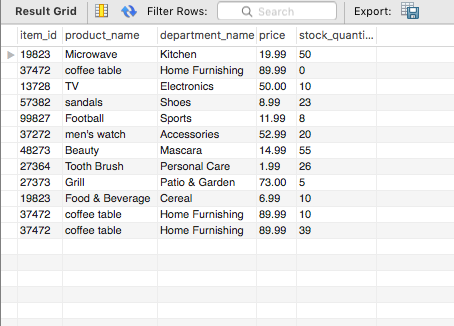 Result Grid Filter Rows: Search Export:
item_id product_name department_name price stock_quanti...
19823 Microwave Kitchen 19.99 50
37472 coffee table Home Furnishing 89.99 0
13728 TV Electronics 50.00 10
57382 sandals Shoes 8.99 23
99827 Football Sports 11.99 8
37272 men's watch Accessories 52.99 20
48273 Beauty Mascara 14.99 55
27364 Tooth Brush Personal Care 1.99 26
27373 Grill Patio & Garden 73.00 5
19823 Food & Beverage Cereal 6.99 10
37472 coffee table Home Furnishing 89.99 10
37472 coffee table Home Furnishing 89.99 39